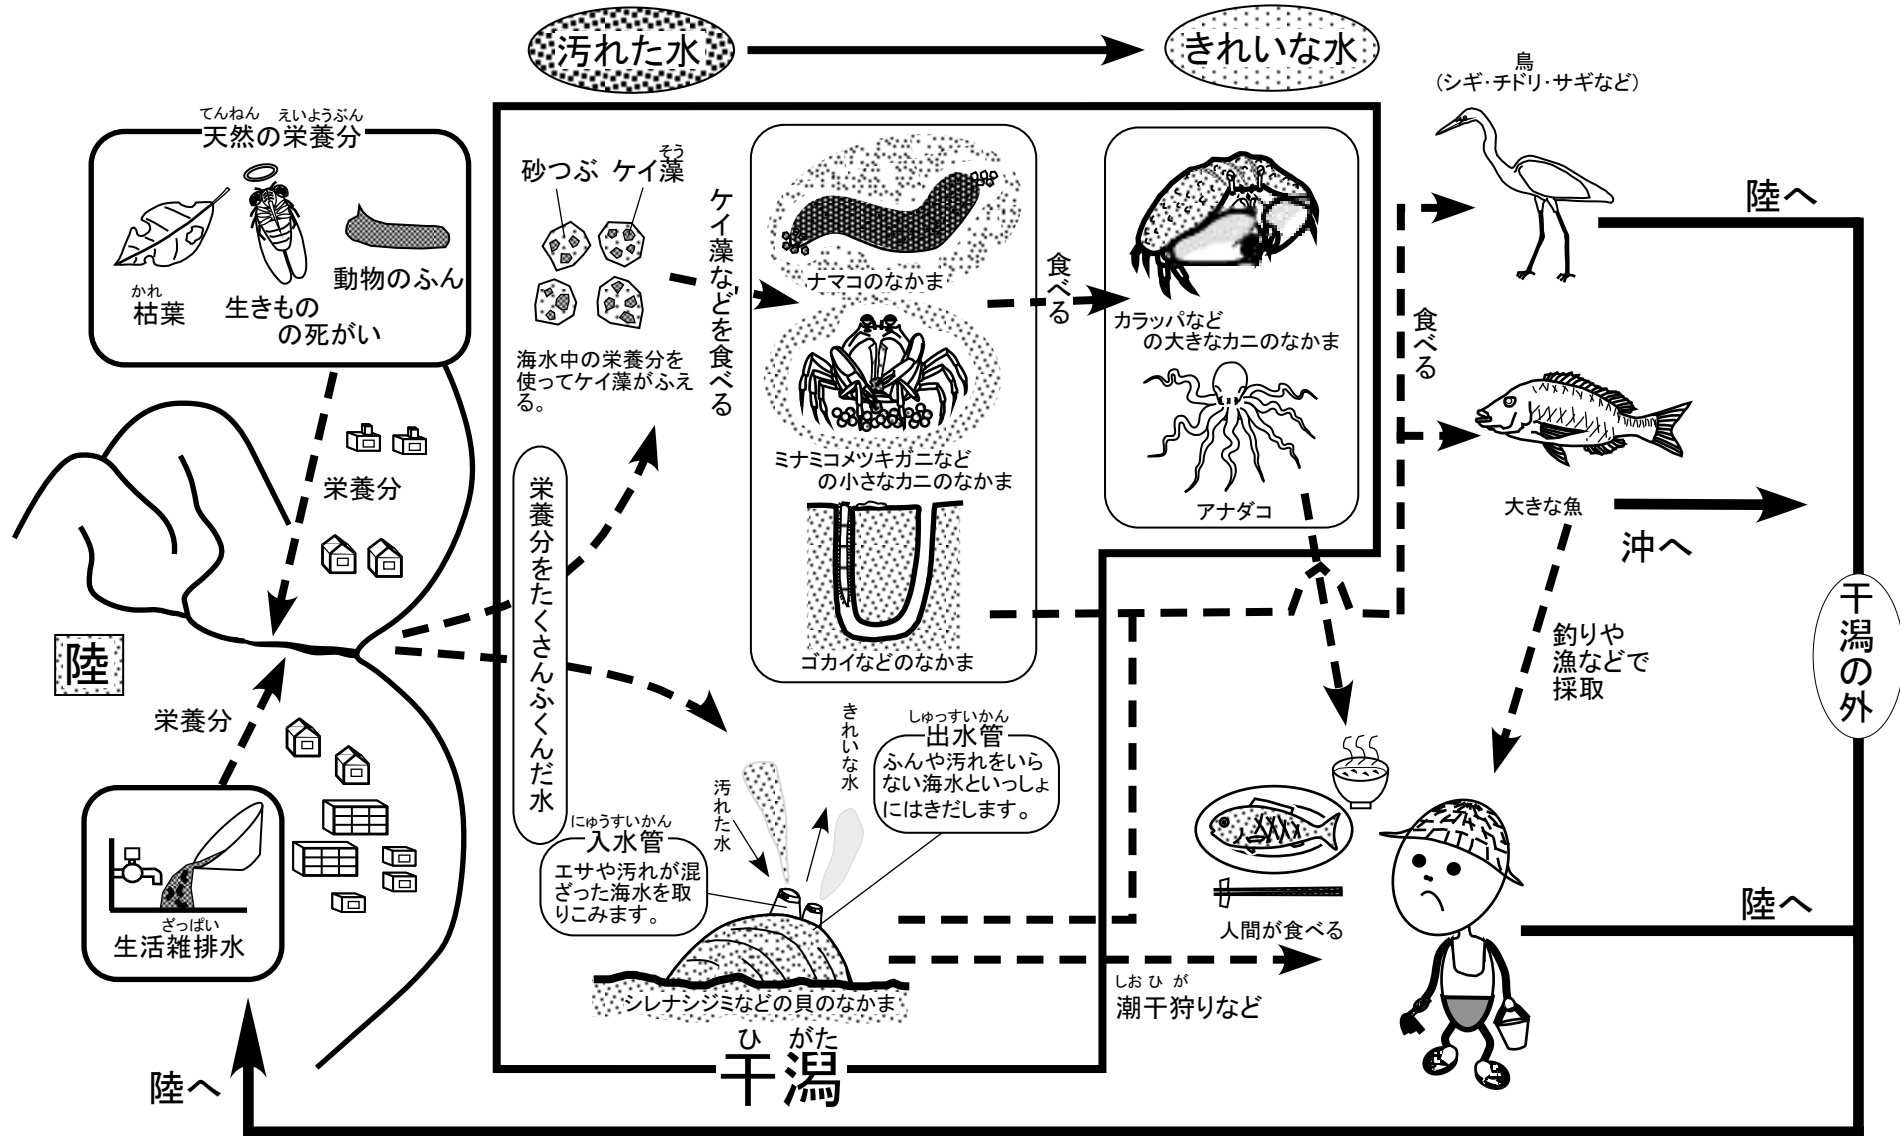 汚れた水
きれいな水
てんねん えいようぶん
天然の栄養分
かれ
枯葉
生きもの
の死がい
動物のふん
栄養分
陸
栄養分
ざっぱい
生活雑排水
陸へ
砂つぶ
そう
ケイ藻
海水中の栄養分を
使ってケイ藻がふえ
る。
ケイ藻などを食べる
栄養分をたくさんふくんだ水
ナマコのなかま
ミナミコメツキガニなど
の小さなカニのなかま
ゴカイなどのなかま
食べる
カラッパなど
の大きなカニのなかま
アナダコ
にゅうすいかん
入水管
エサや汚れが混
ざった海水を取
りこみます。
汚れた水
きれいな水
しゅっすいかん
出水管
ふんや汚れをいら
ない海水といっしょ
にはきだします。
シレナシジミなどの貝のなかま
ひ がた
干潟
鳥
(シギ・チドリ・サギなど)
陸へ
食べる
大きな魚
沖へ
釣りや
漁などで
採取
干潟の外
人間が食べる
しおひが
潮干狩りなど
陸へ